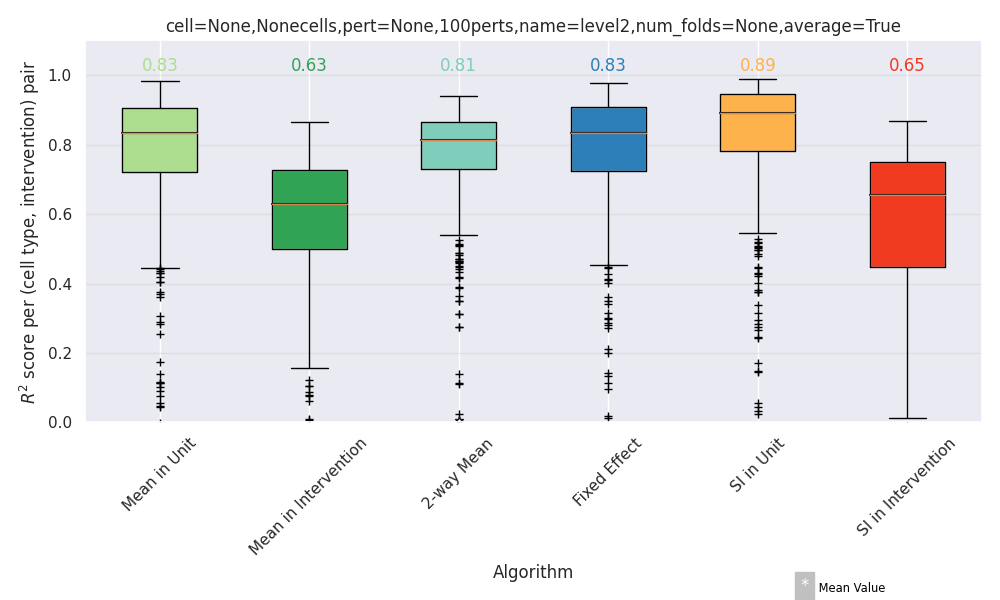 cell=None,Nonecells,pert=None,100perts,name=level2,num_folds=None,average=True
0.83 0.63 0.81 0.83 0.89 0.65
R² score per (cell type, intervention) pair
1.0
0.8
0.6
0.4
0.2
0.0
Mean in Unit
Mean in Intervention
2-way Mean
Fixed Effect
SI in Unit
SI in Intervention
Algorithm
* Mean Value